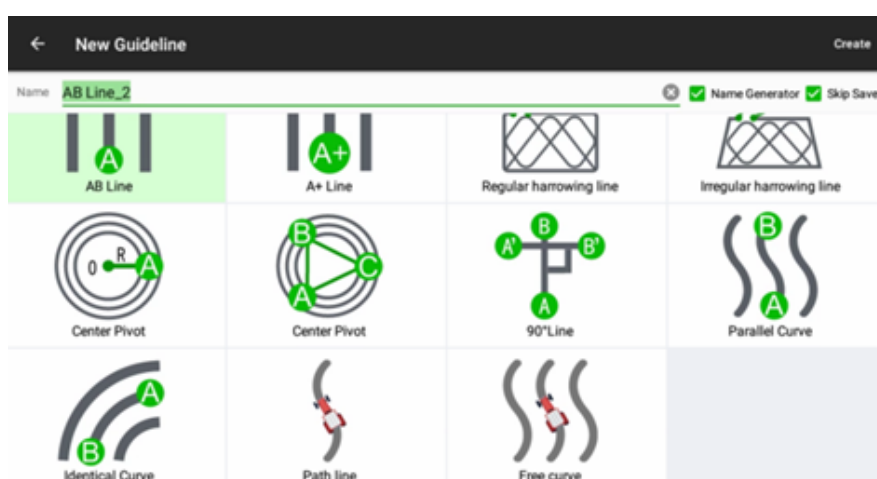 New Guideline
Create
Name
AB Line_2
Name Generator
Skip Save
A
AB Line
A+
A+ Line
Regular harrowing line
Irregular harrowing line
O R A
Center Pivot
B
C
A
Center Pivot
B
A' B'
A
90°Line
B
A
Parallel Curve
A
B
Identical Curve
Path line
Free curve